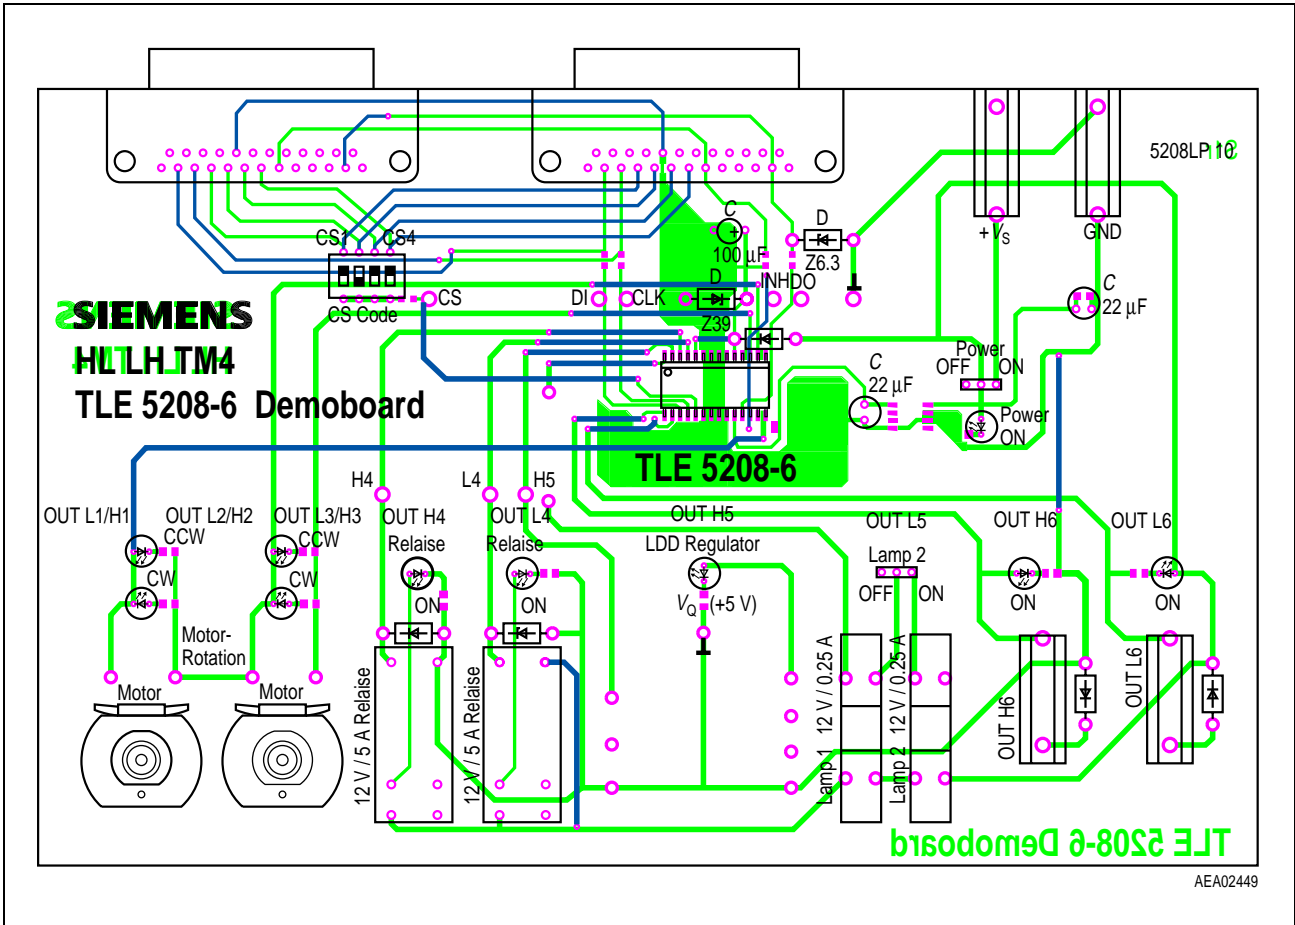 5208LP 10
CS1 CS4
C
+
100 µF
D
Z6.3
+VS
GND
SIEMENS
HL LH TM4
TLE 5208-6 Demoboard
CS Code
CS
DI
CLK
D
INHDO
Z39
C
22 µF
C
22 µF
Power
OFF ON
Power
ON
TLE 5208-6
H4
L4
H5
OUT L1/H1
OUT L2/H2
CCW
CW
OUT L3/H3
CCW
CW
OUT H4
Relaise
ON
OUT L4
Relaise
ON
OUT H5
LDD Regulator
VQ (+5 V)
OUT L5
Lamp 2
OFF ON
OUT H6
ON
OUT L6
ON
Motor-
Rotation
Motor
Motor
12 V / 5 A Relaise
12 V / 5 A Relaise
Lamp 1 12 V / 0.25 A
Lamp 2 12 V / 0.25 A
OUT H6
OUT L6
TLE 5208-6 Demoboard
AEA02449